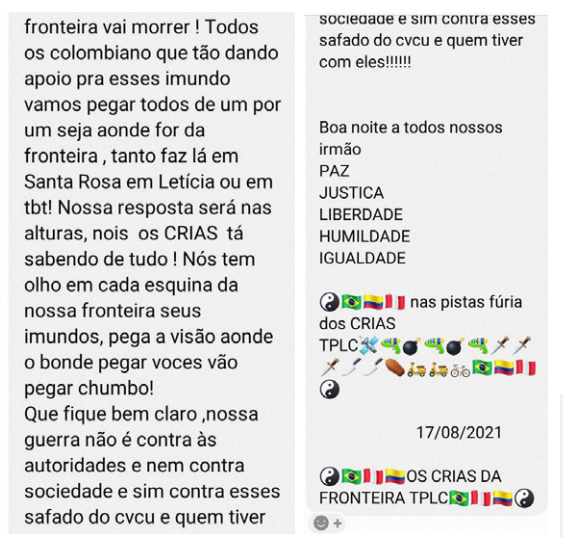 fronteira vai morrer ! Todos
os colombiano que tão dando
apoio pra esses imundo
vamos pegar todos de um por
um seja aonde for da
fronteira , tanto faz lá em
Santa Rosa em Letícia ou em
tbt! Nossa resposta será nas
alturas, nois os CRIAS tá
sabendo de tudo ! Nós tem
olho em cada esquina da
nossa fronteira seus
imundos, pega a visão aonde
o bonde pegar voces vão
pegar chumbo!
Que fique bem claro ,nossa
guerra não é contra às
autoridades e nem contra
sociedade e sim contra esses
safado do cvcu e quem tiver
sociedade e sim contra esses
safado do cvcu e quem tiver
com eles!!!!!!
Boa noite a todos nossos
irmão
PAZ
JUSTICA
LIBERDADE
HUMILDADE
IGUALDADE
☯️🇧🇷🇨🇴🇵🇪 nas pistas fúria
dos CRIAS
TPLC⚔️🔫💣🔫💣🔫🗡️🗡️
🗡️🔪🔪⚰️🛵🛵🚲🇧🇷🇨🇴🇵🇪
☯️
17/08/2021
☯️🇧🇷🇵🇪🇨🇴OS CRIAS DA
FRONTEIRA TPLC🇧🇷🇵🇪🇨🇴☯️